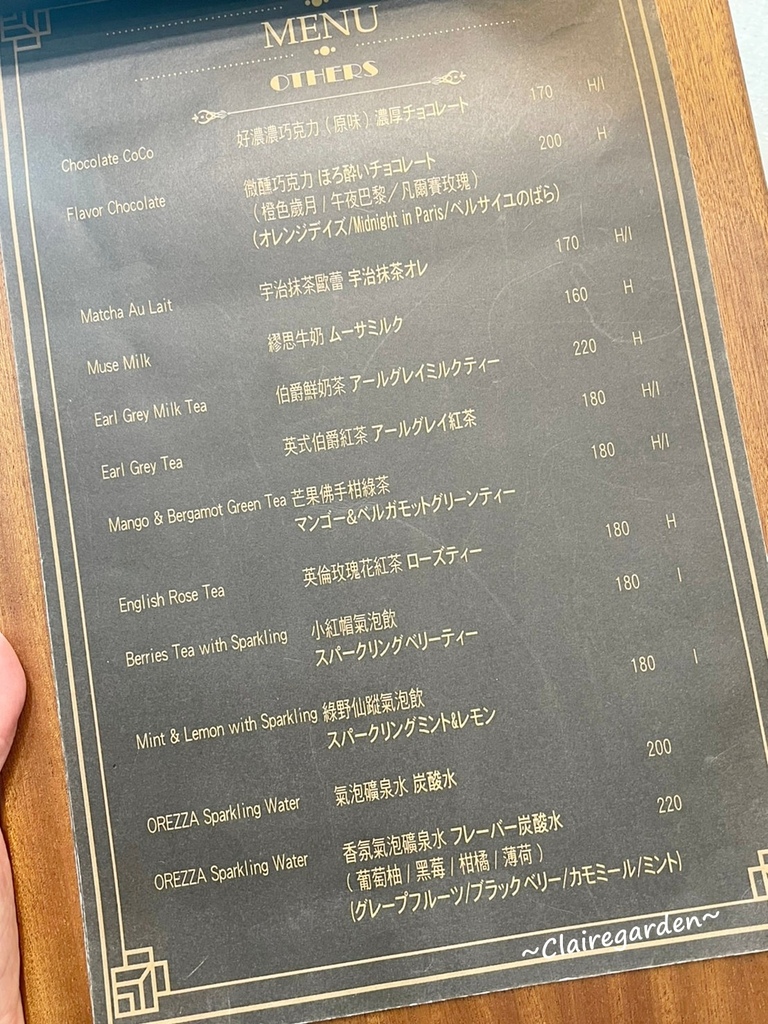 MENU
OTHERS
Chocolate CoCo 好濃濃巧克力（原味）濃厚チョコレート 170 H/I
Flavor Chocolate 微醺巧克力 ほろ酔いチョコレート 200 H
（橙色歲月 / 午夜巴黎／凡爾賽玫瑰）
(オレンジデイズ/Midnight in Paris/ベルサイユのばら)
Matcha Au Lait 宇治抹茶歐蕾 宇治抹茶オレ 170 H/I
Muse Milk 繆思牛奶 ムーサミルク 160 H
Earl Grey Milk Tea 伯爵鮮奶茶 アールグレイミルクティー 220 H
Earl Grey Tea 英式伯爵紅茶 アールグレイ紅茶 180 H/I
Mango & Bergamot Green Tea 芒果佛手柑綠茶 180 H/I
マンゴー&ベルガモットグリーンティー
English Rose Tea 英倫玫瑰花紅茶 ローズティー 180 H
Berries Tea with Sparkling 小紅帽氣泡飲 180 I
スパークリングベリーティー
Mint & Lemon with Sparkling 綠野仙蹤氣泡飲 180 I
スパークリングミント&レモン
OREZZA Sparkling Water 氣泡礦泉水 炭酸水 200
OREZZA Sparkling Water 香氛氣泡礦泉水 フレーバー炭酸水 220
（葡萄柚 / 黑莓 / 柑橘 / 薄荷）
(グレープフルーツ/ブラックベリー/カモミール/ミント)
~Clairegarden~